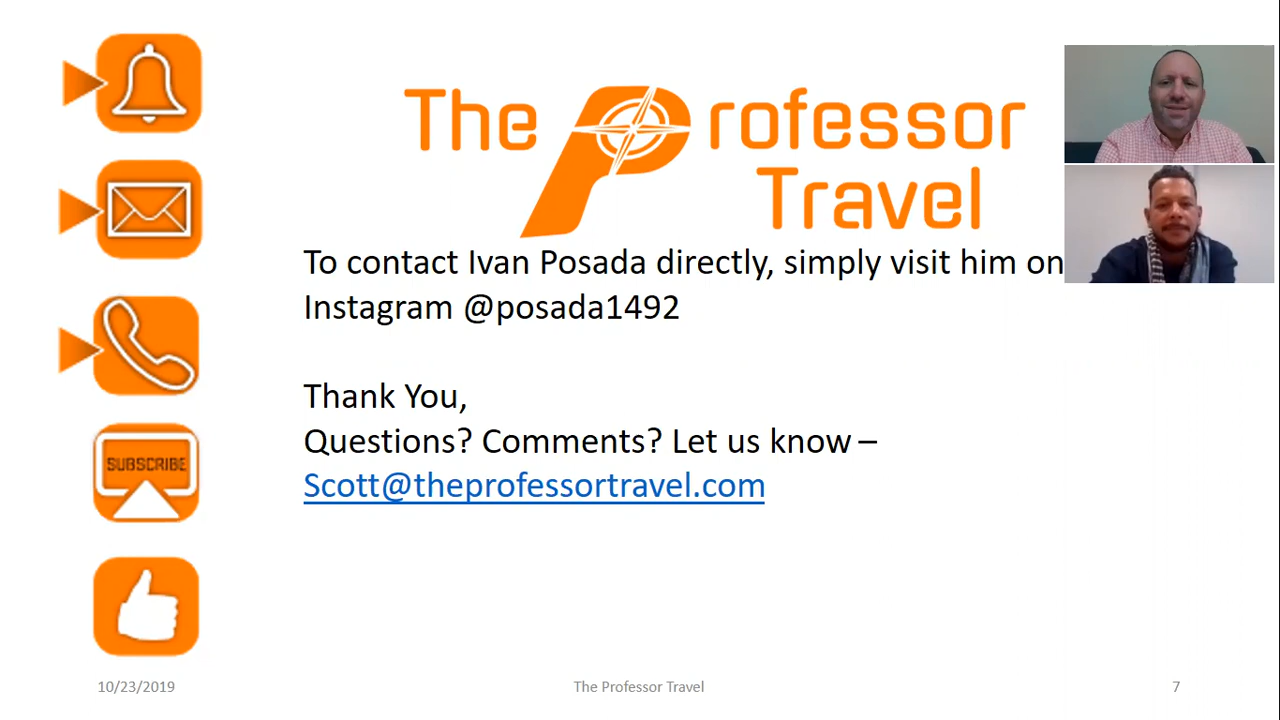 The Professor
Travel
To contact Ivan Posada directly, simply visit him on
Instagram @posada1492
Thank You,
Questions? Comments? Let us know –
Scott@theprofessortravel.com
SUBSCRIBE
10/23/2019
The Professor Travel
7